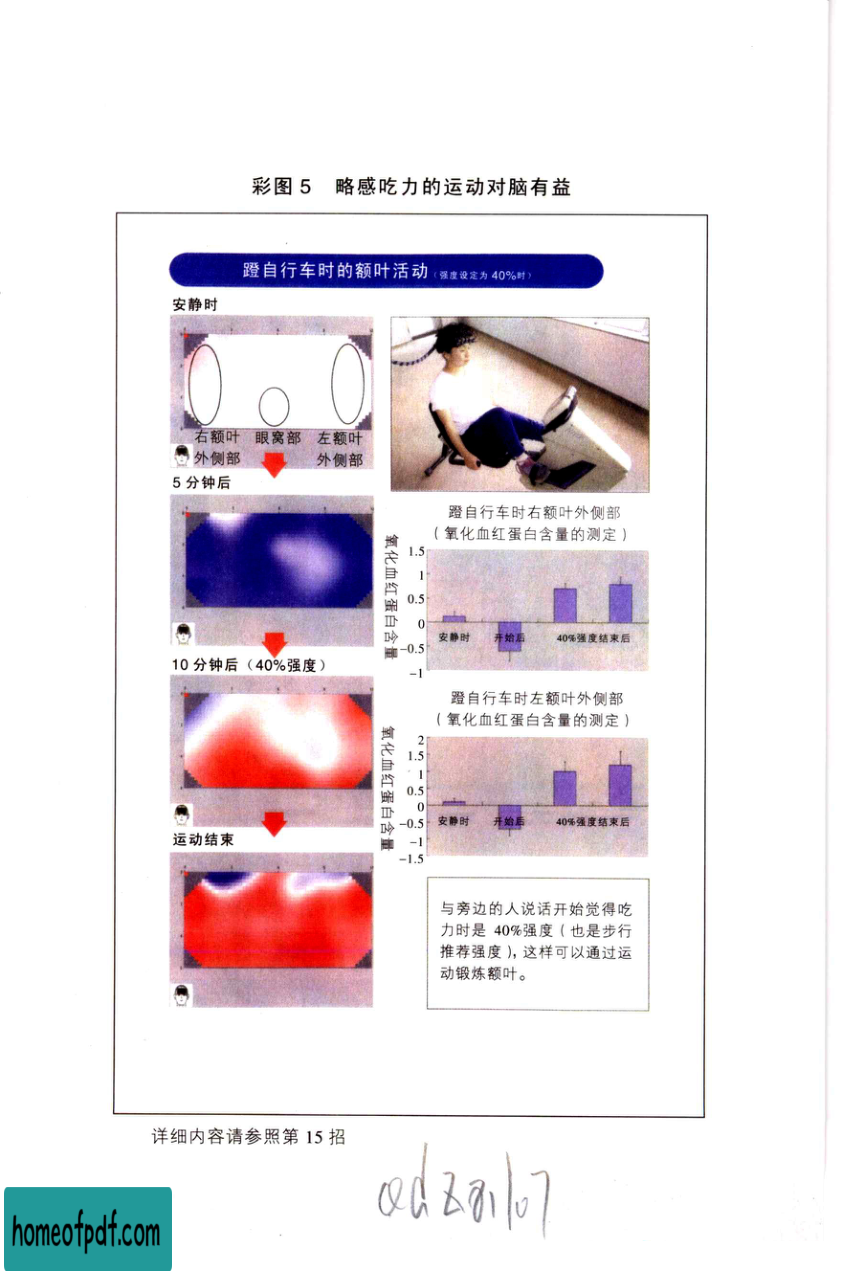 彩图 5 略感吃力的运动对脑有益
蹬自行车时的额叶活动（强度设定为 40%时）
安静时
右额叶 眼窝部 左额叶
外侧部 外侧部
5 分钟后
10 分钟后（40%强度）
运动结束
蹬自行车时右额叶外侧部
（氧化血红蛋白含量的测定）
氧化血红蛋白含量
1.5
1
0.5
0
-0.5
-1
安静时 开始后 40%强度结束后
蹬自行车时左额叶外侧部
（氧化血红蛋白含量的测定）
氧化血红蛋白含量
2
1.5
1
0.5
0
-0.5
-1
-1.5
安静时 开始后 40%强度结束后
与旁边的人说话开始觉得吃
力时是 40%强度（也是步行
推荐强度），这样可以通过运
动锻炼额叶。
详细内容请参照第 15 招
homeofpdf.com